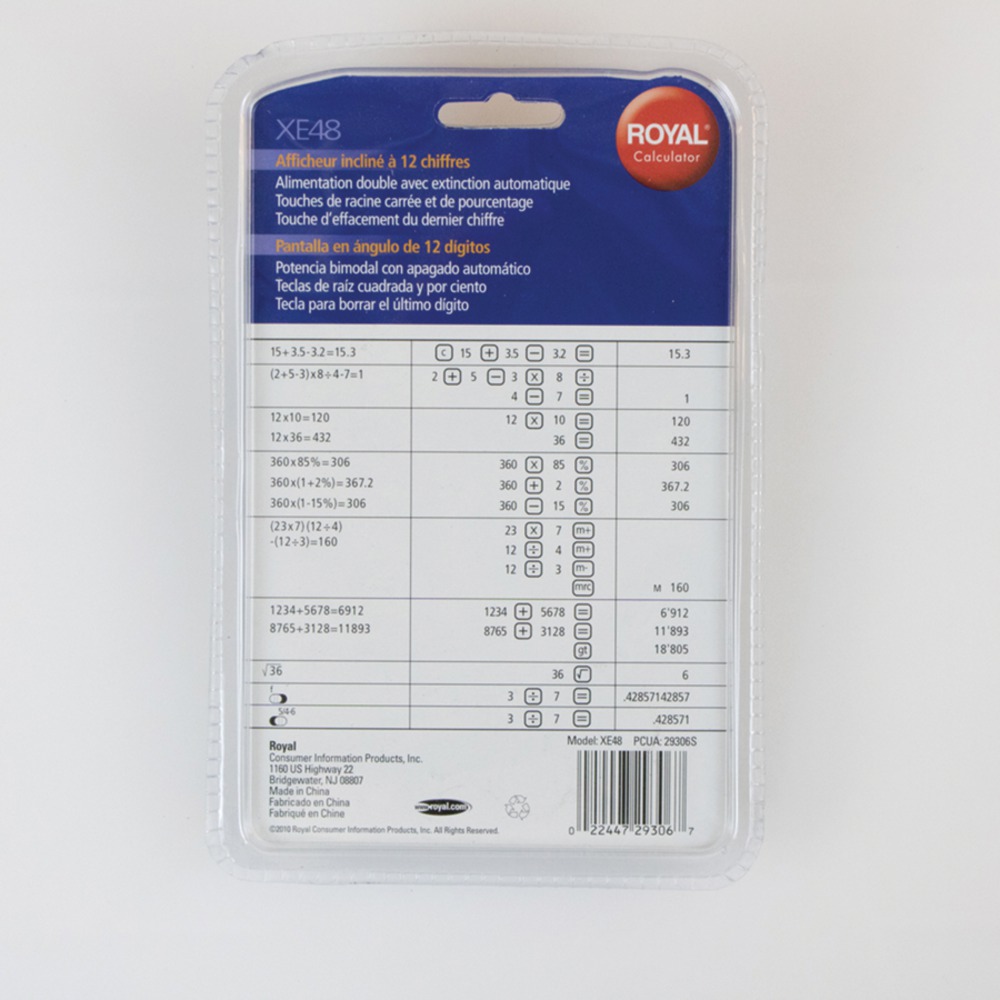 XE48
ROYAL®
Calculator
Afficheur incliné à 12 chiffres
Alimentation double avec extinction automatique
Touches de racine carrée et de pourcentage
Touche d'effacement du dernier chiffre
Pantalla en ángulo de 12 dígitos
Potencia bimodal con apagado automático
Teclas de raíz cuadrada y por ciento
Tecla para borrar el último dígito
15+3.5-3.2=15.3 C 15 + 3.5 − 3.2 = 15.3
(2+5-3)x8÷4-7=1 2 + 5 − 3 x 8 ÷
4 − 7 = 1
12x10=120 12 x 10 = 120
12x36=432 36 = 432
360x85%=306 360 x 85 % 306
360x(1+2%)=367.2 360 + 2 % 367.2
360x(1-15%)=306 360 − 15 % 306
(23x7)(12÷4) 23 x 7 m+
-(12÷3)=160 12 ÷ 4 m+
12 ÷ 3 m-
mrc M 160
1234+5678=6912 1234 + 5678 = 6'912
8765+3128=11893 8765 + 3128 = 11'893
gt 18'805
√36 36 √ 6
f 3 ÷ 7 = .42857142857
5/4 6 3 ÷ 7 = .428571
Royal
Consumer Information Products, Inc.
1160 US Highway 22
Bridgewater, NJ 08807
Made in China
Fabricado en China
Fabriqué en Chine
©2010 Royal Consumer Information Products, Inc. All Rights Reserved.
www.royal.com
Model: XE48 PCUA: 29306S
0 22447 29306 7